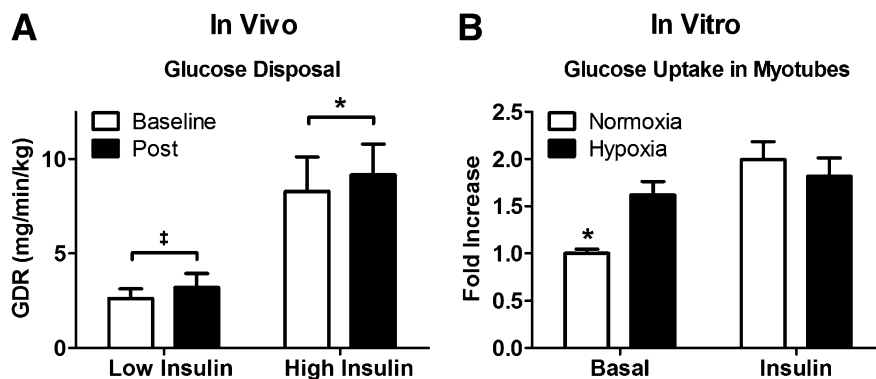 A
In Vivo
Glucose Disposal
Baseline
Post
GDR (mg/min/kg)
10
5
0
‡
*
Low Insulin
High Insulin
B
In Vitro
Glucose Uptake in Myotubes
Normoxia
Hypoxia
Fold Increase
2.5
2.0
1.5
1.0
0.5
0.0
*
Basal
Insulin